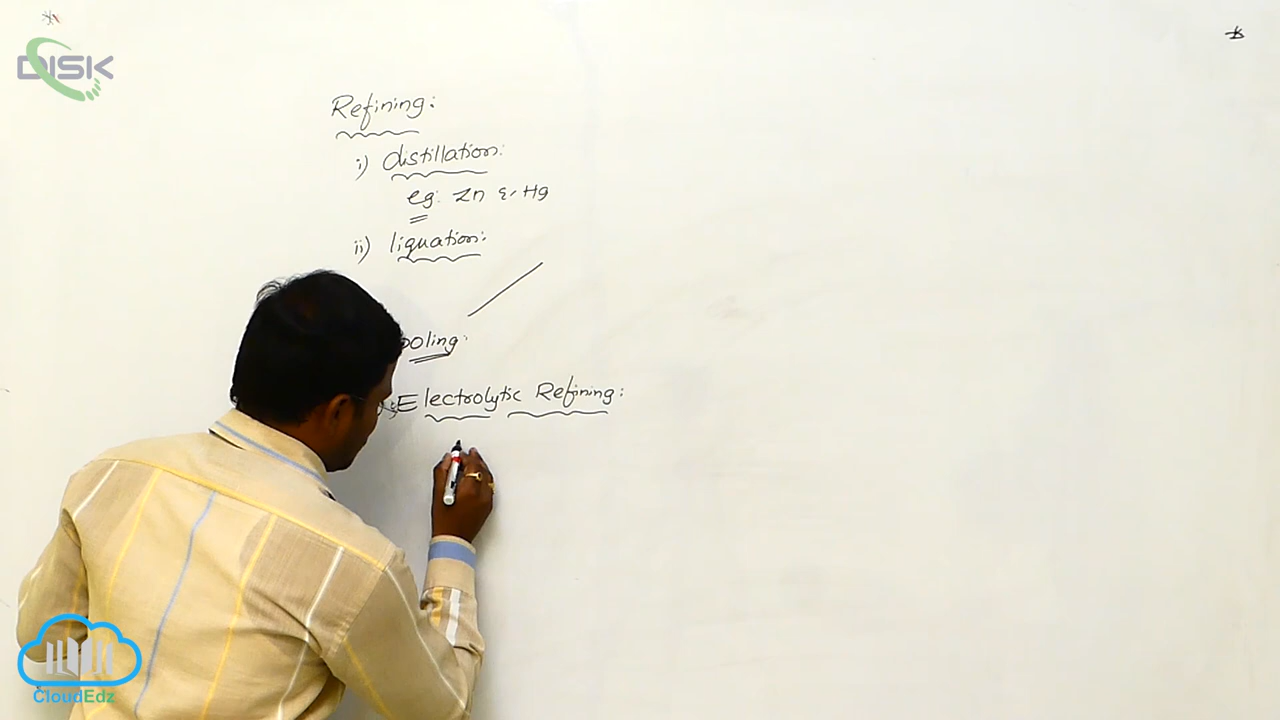 DISK
Refining:
i) distillation:
eg: Zn & Hg
ii) liquation:
poling:
Electrolytic Refining:
CloudEdz